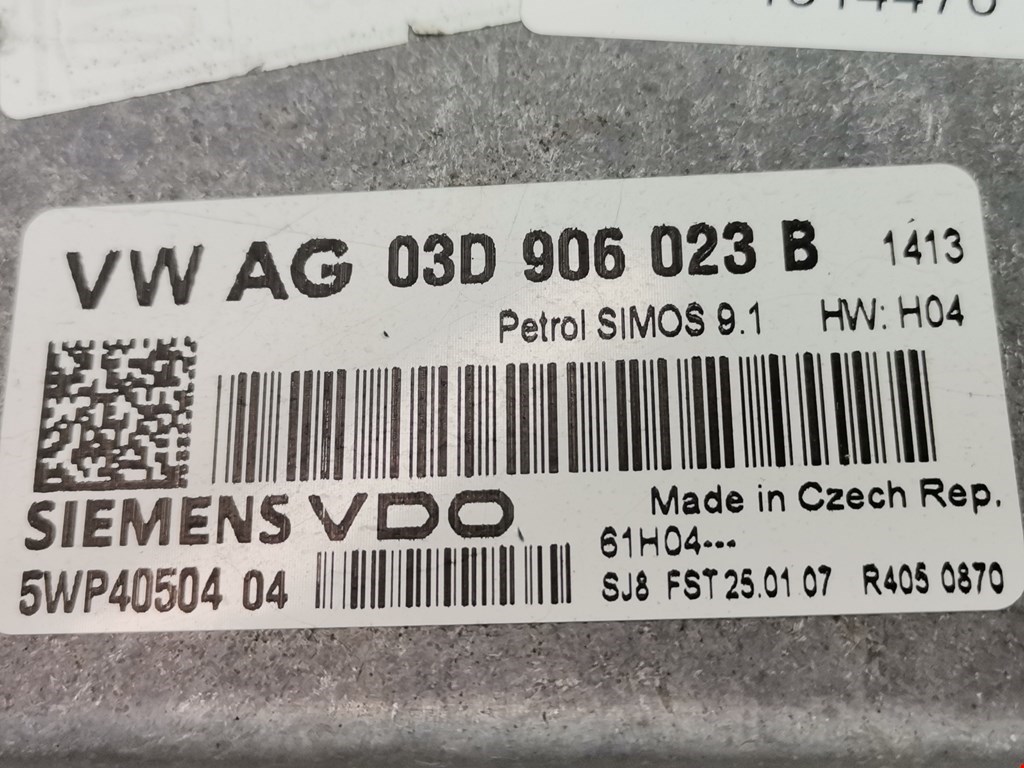 VW AG 03D 906 023 B 1413
Petrol SIMOS 9.1 HW: H04
SIEMENS VDO Made in Czech Rep.
61H04---
5WP40504 04 SJ8 FST 25.01 07 R405 0870